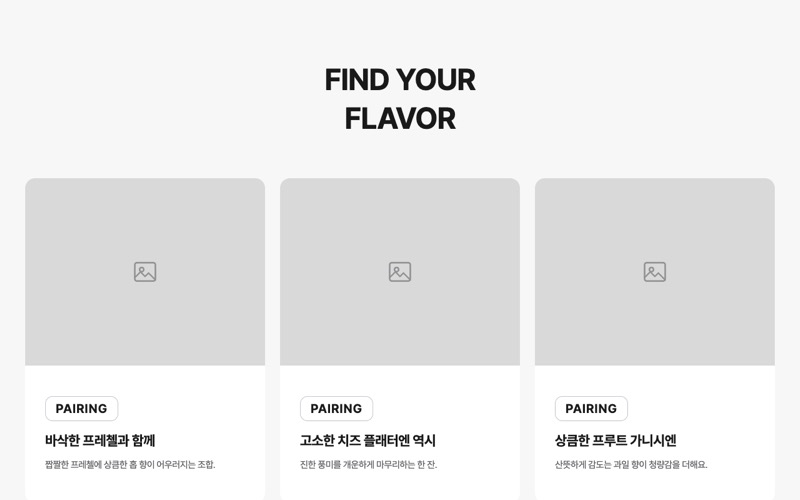 FIND YOUR
FLAVOR
PAIRING
바삭한 프레첼과 함께
짭짤한 프레첼에 상큼한 홉 향이 어우러지는 조합.
PAIRING
고소한 치즈 플래터엔 역시
진한 풍미를 개운하게 마무리하는 한 잔.
PAIRING
상큼한 프루트 가니시엔
산뜻하게 감도는 과일 향이 청량감을 더해요.